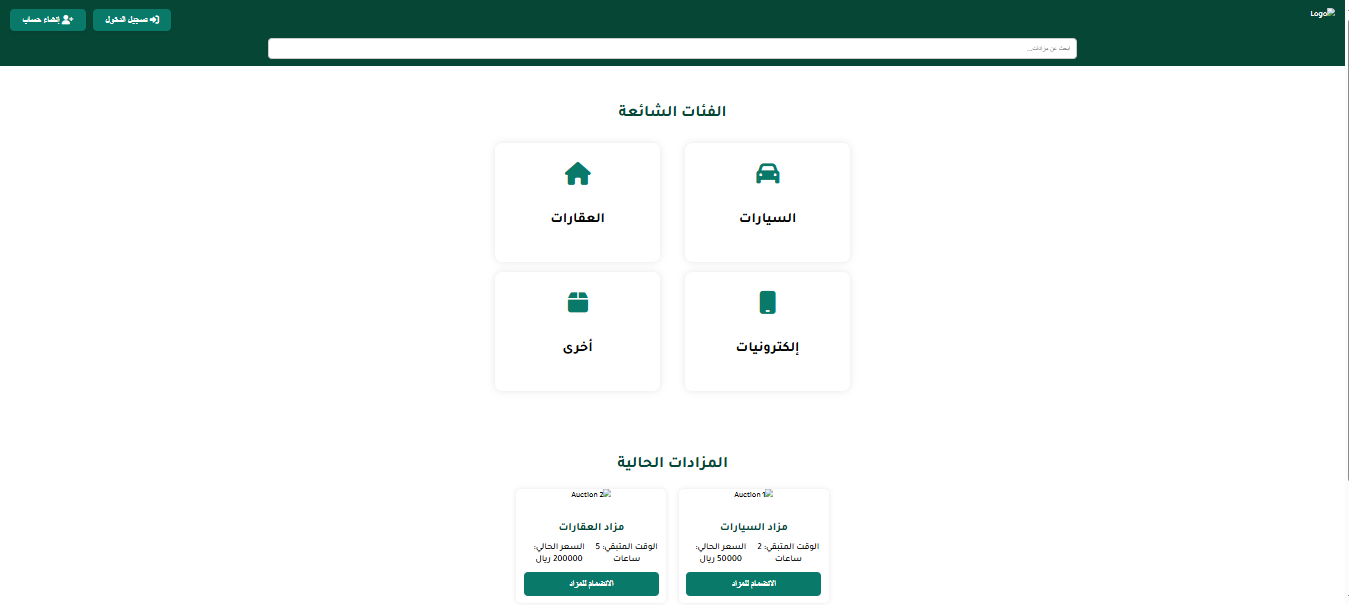 Logo
تسجيل الدخول
إنشاء حساب
ابحث عن مزادات...
الفئات الشائعة
السيارات
العقارات
إلكترونيات
أخرى
المزادات الحالية
Auction 1
مزاد السيارات
الوقت المتبقي: 2
ساعات
السعر الحالي:
50000 ريال
الانضمام للمزاد
Auction 2
مزاد العقارات
الوقت المتبقي: 5
ساعات
السعر الحالي:
200000 ريال
الانضمام للمزاد